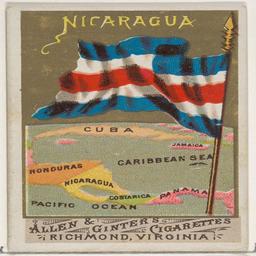 NICARAGUA
CUBA
JAMAICA
CARIBBEAN SEA
HONDURAS
NICARAGUA
COSTARICA
PANAMA
PACIFIC OCEAN
ALLEN & GINTER'S CIGARETTES
RICHMOND, VIRGINIA